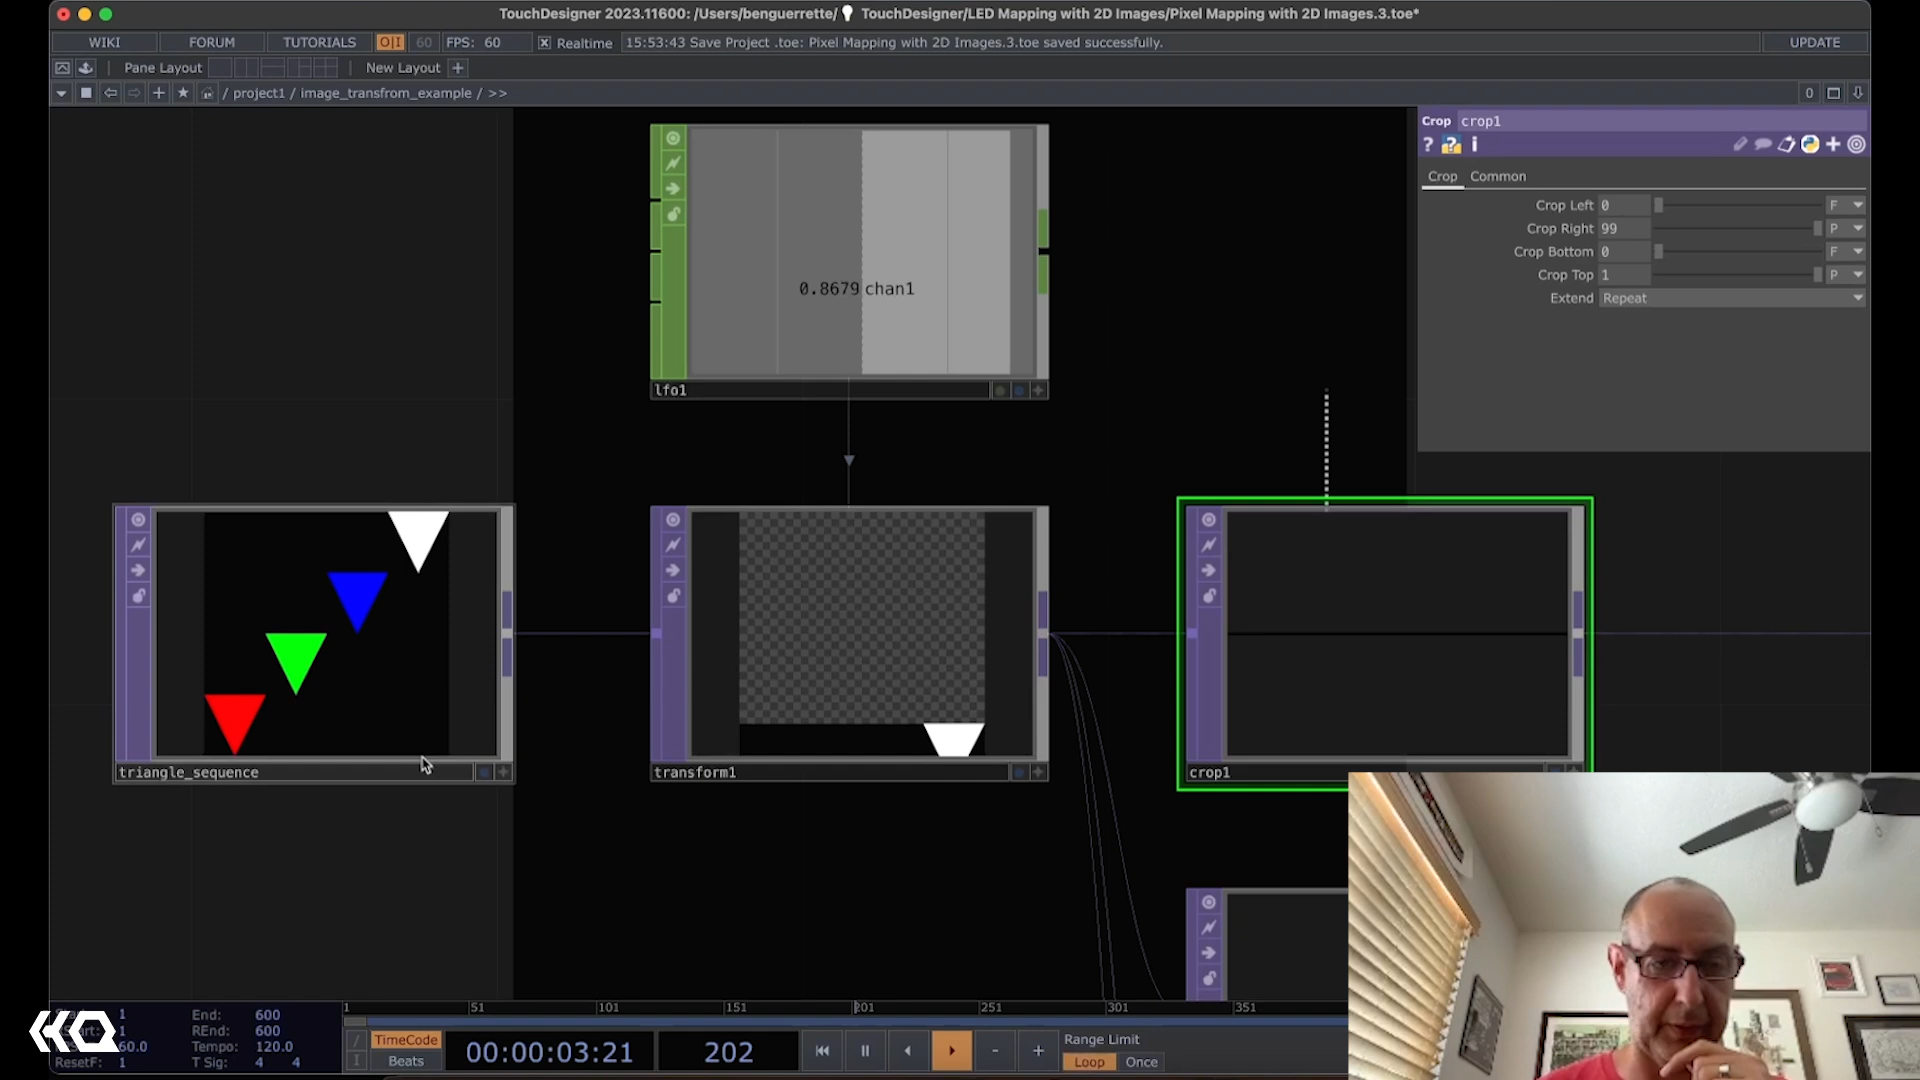 TouchDesigner 2023.11600: /Users/benguerrette/💡 TouchDesigner/LED Mapping with 2D Images/Pixel Mapping with 2D Images.3.toe*
WIKI FORUM TUTORIALS O|I 60 FPS: 60 Realtime 15:53:43 Save Project .toe: Pixel Mapping with 2D Images.3.toe saved successfully. UPDATE
Pane Layout New Layout +
/ project1 / image_transfrom_example / >> 0
Crop crop1
? ? i
Crop Common
Crop Left 0 F
Crop Right 99 P
Crop Bottom 0 F
Crop Top 1 P
Extend Repeat
0.8679 chan1
lfo1
triangle_sequence
transform1
crop1
1 51 101 151 201 251 301 351
1 End: 600
1 REnd: 600
60.0 Tempo: 120.0
ResetF: 1 T Sig: 4 4
TimeCode
Beats
00:00:03:21
202
- +
Range Limit
Loop Once